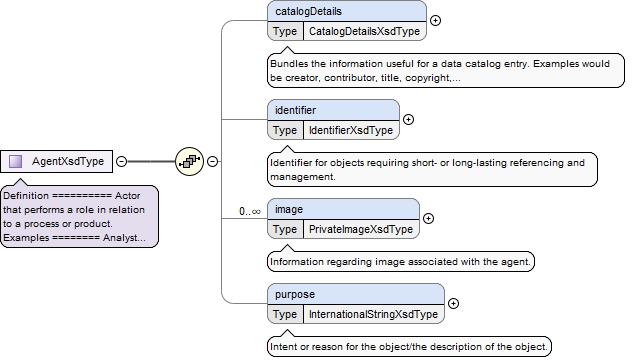 catalogDetails
Type CatalogDetailsXsdType
Bundles the information useful for a data catalog entry. Examples would
be creator, contributor, title, copyright,...
identifier
Type IdentifierXsdType
Identifier for objects requiring short- or long-lasting referencing and
management.
AgentXsdType
Definition ========== Actor
that performs a role in relation
to a process or product.
Examples ======== Analyst...
0..∞
image
Type PrivateImageXsdType
Information regarding image associated with the agent.
purpose
Type InternationalStringXsdType
Intent or reason for the object/the description of the object.